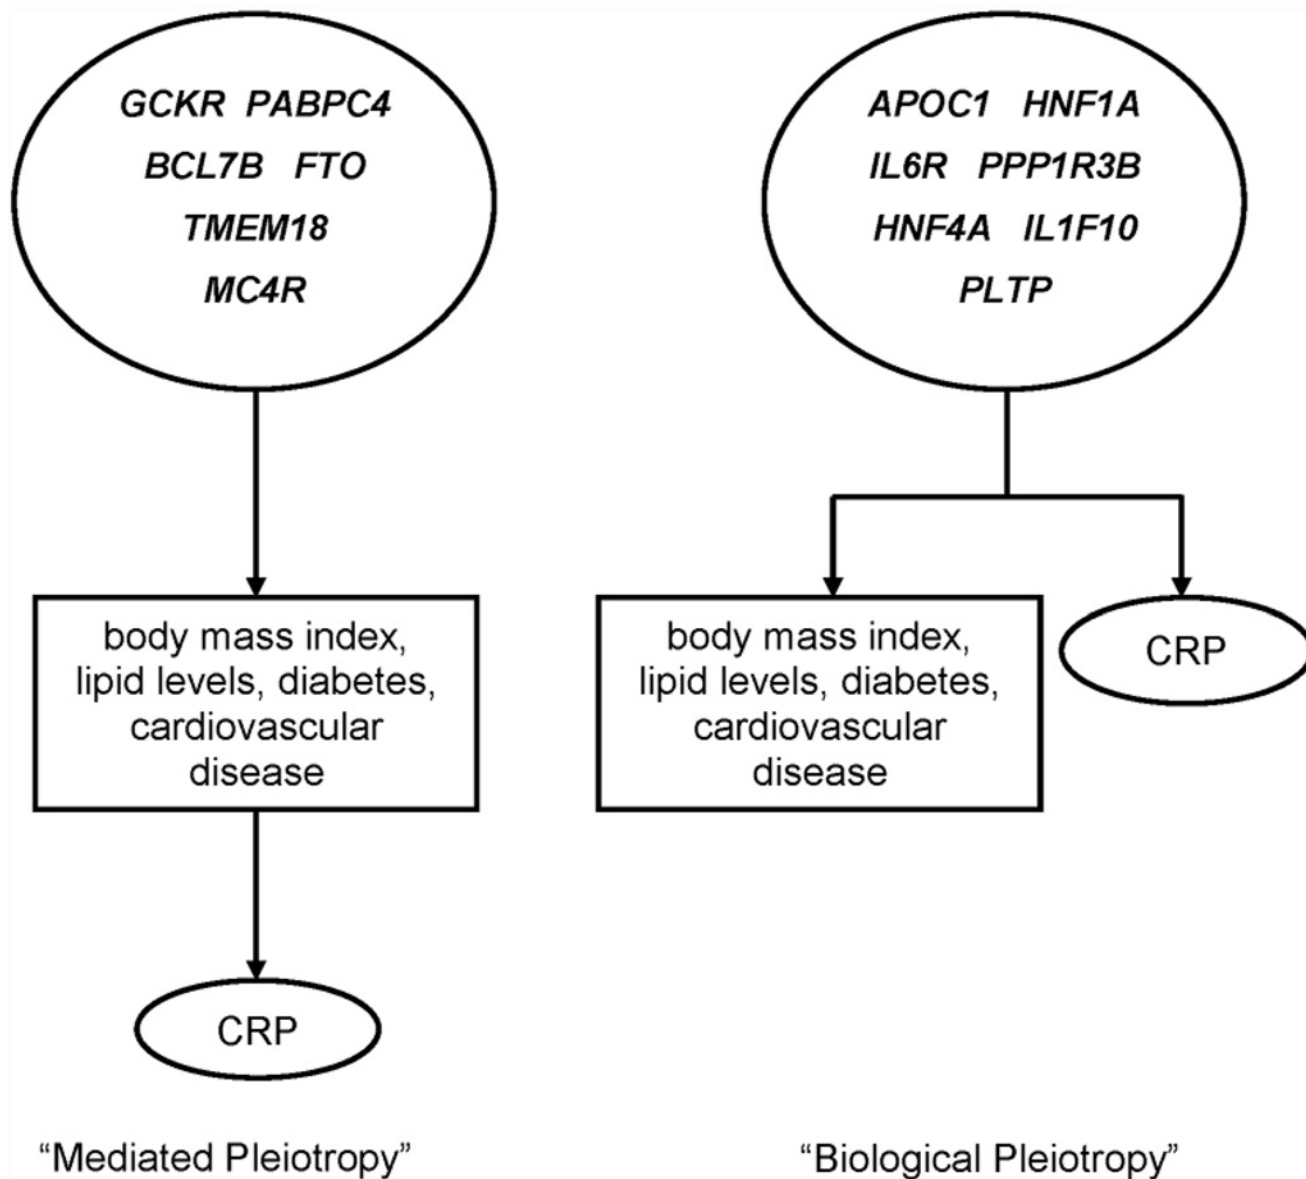 GCKR PABPC4
BCL7B FTO
TMEM18
MC4R
body mass index,
lipid levels, diabetes,
cardiovascular
disease
CRP
“Mediated Pleiotropy”
APOC1 HNF1A
IL6R PPP1R3B
HNF4A IL1F10
PLTP
body mass index,
lipid levels, diabetes,
cardiovascular
disease
CRP
“Biological Pleiotropy”